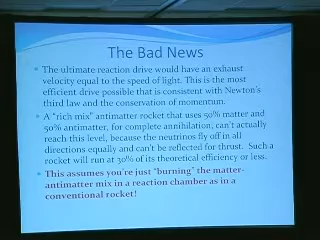 The Bad News
The ultimate reaction drive would have an exhaust
velocity equal to the speed of light. This is the most
efficient drive possible that is consistent with Newton's
third law and the conservation of momentum.
A "rich mix" antimatter rocket that uses 50% matter and
50% antimatter, for complete annihilation, can't actually
reach this level, because the neutrinos fly off in all
directions equally and can't be reflected for thrust. Such a
rocket will run at 30% of its theoretical efficiency or less.
This assumes you're just "burning" the matter-
antimatter mix in a reaction chamber as in a
conventional rocket!